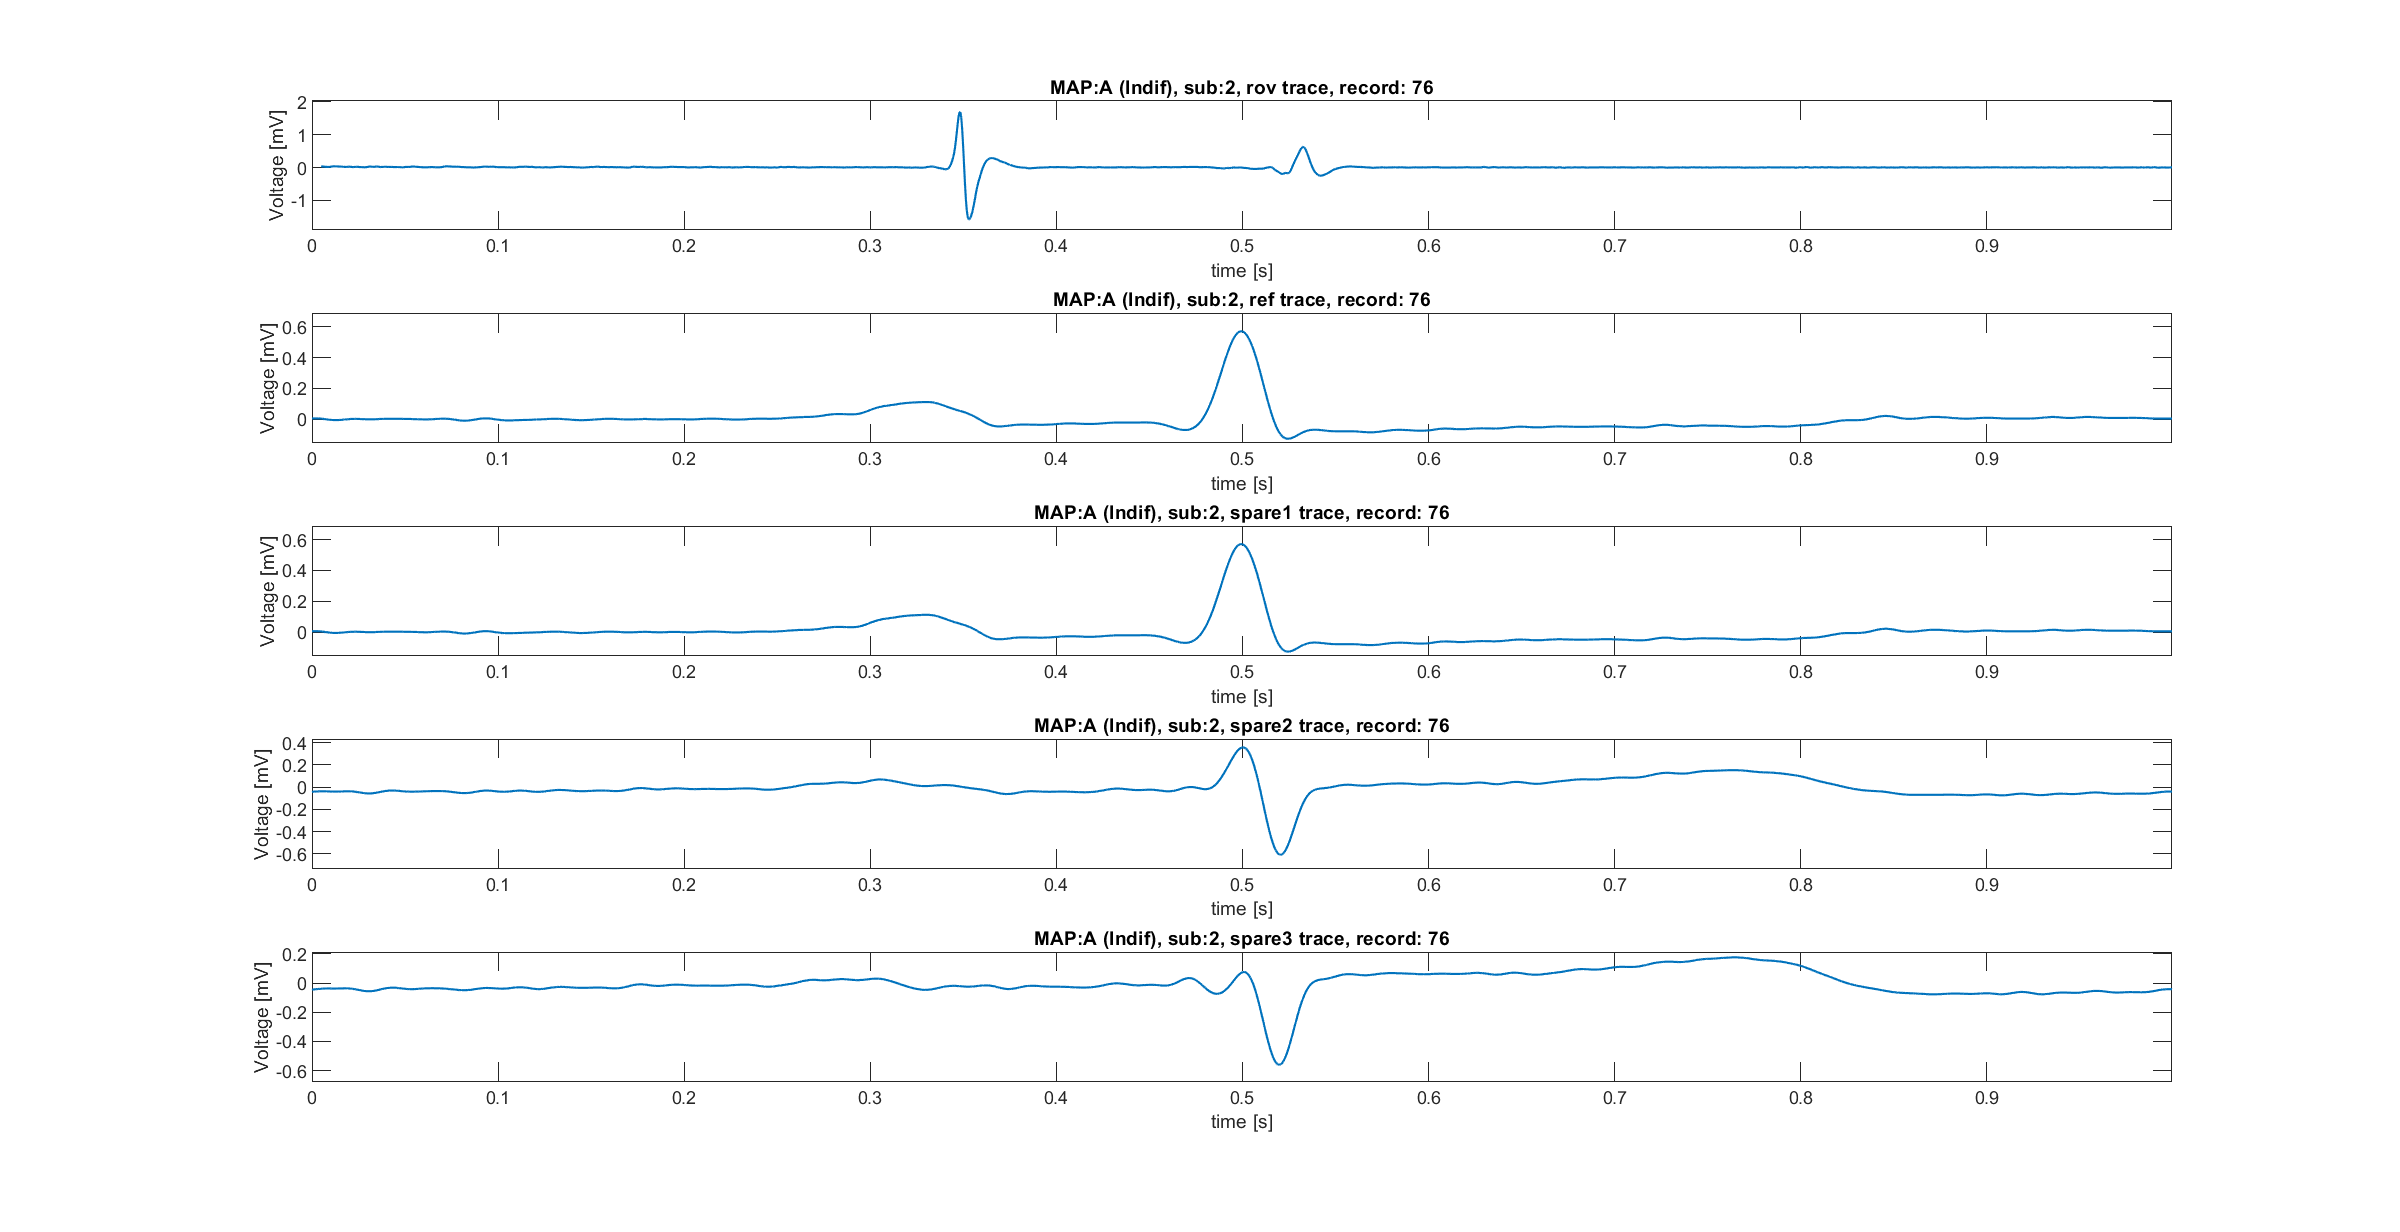 MAP:A (Indif), sub:2, rov trace, record: 76
Voltage [mV]
2
1
0
-1
0 0.1 0.2 0.3 0.4 0.5 0.6 0.7 0.8 0.9
time [s]
MAP:A (Indif), sub:2, ref trace, record: 76
Voltage [mV]
0.6
0.4
0.2
0
0 0.1 0.2 0.3 0.4 0.5 0.6 0.7 0.8 0.9
time [s]
MAP:A (Indif), sub:2, spare1 trace, record: 76
Voltage [mV]
0.6
0.4
0.2
0
0 0.1 0.2 0.3 0.4 0.5 0.6 0.7 0.8 0.9
time [s]
MAP:A (Indif), sub:2, spare2 trace, record: 76
Voltage [mV]
0.4
0.2
0
-0.2
-0.4
-0.6
0 0.1 0.2 0.3 0.4 0.5 0.6 0.7 0.8 0.9
time [s]
MAP:A (Indif), sub:2, spare3 trace, record: 76
Voltage [mV]
0.2
0
-0.2
-0.4
-0.6
0 0.1 0.2 0.3 0.4 0.5 0.6 0.7 0.8 0.9
time [s]